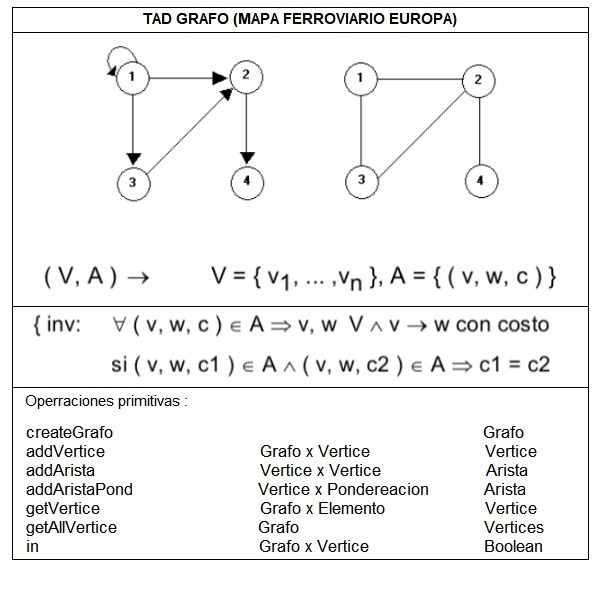 TAD GRAFO (MAPA FERROVIARIO EUROPA)
1 2 1 2
3 4 3 4
( V, A ) → V = { v1, ... ,vn }, A = { ( v, w, c ) }
{ inv: ∀ ( v, w, c ) ∈ A ⇒ v, w V ∧ v → w con costo
si ( v, w, c1 ) ∈ A ∧ ( v, w, c2 ) ∈ A ⇒ c1 = c2
Operraciones primitivas :
createGrafo Grafo
addVertice Grafo x Vertice Vertice
addArista Vertice x Vertice Arista
addAristaPond Vertice x Pondereacion Arista
getVertice Grafo x Elemento Vertice
getAllVertice Grafo Vertices
in Grafo x Vertice Boolean